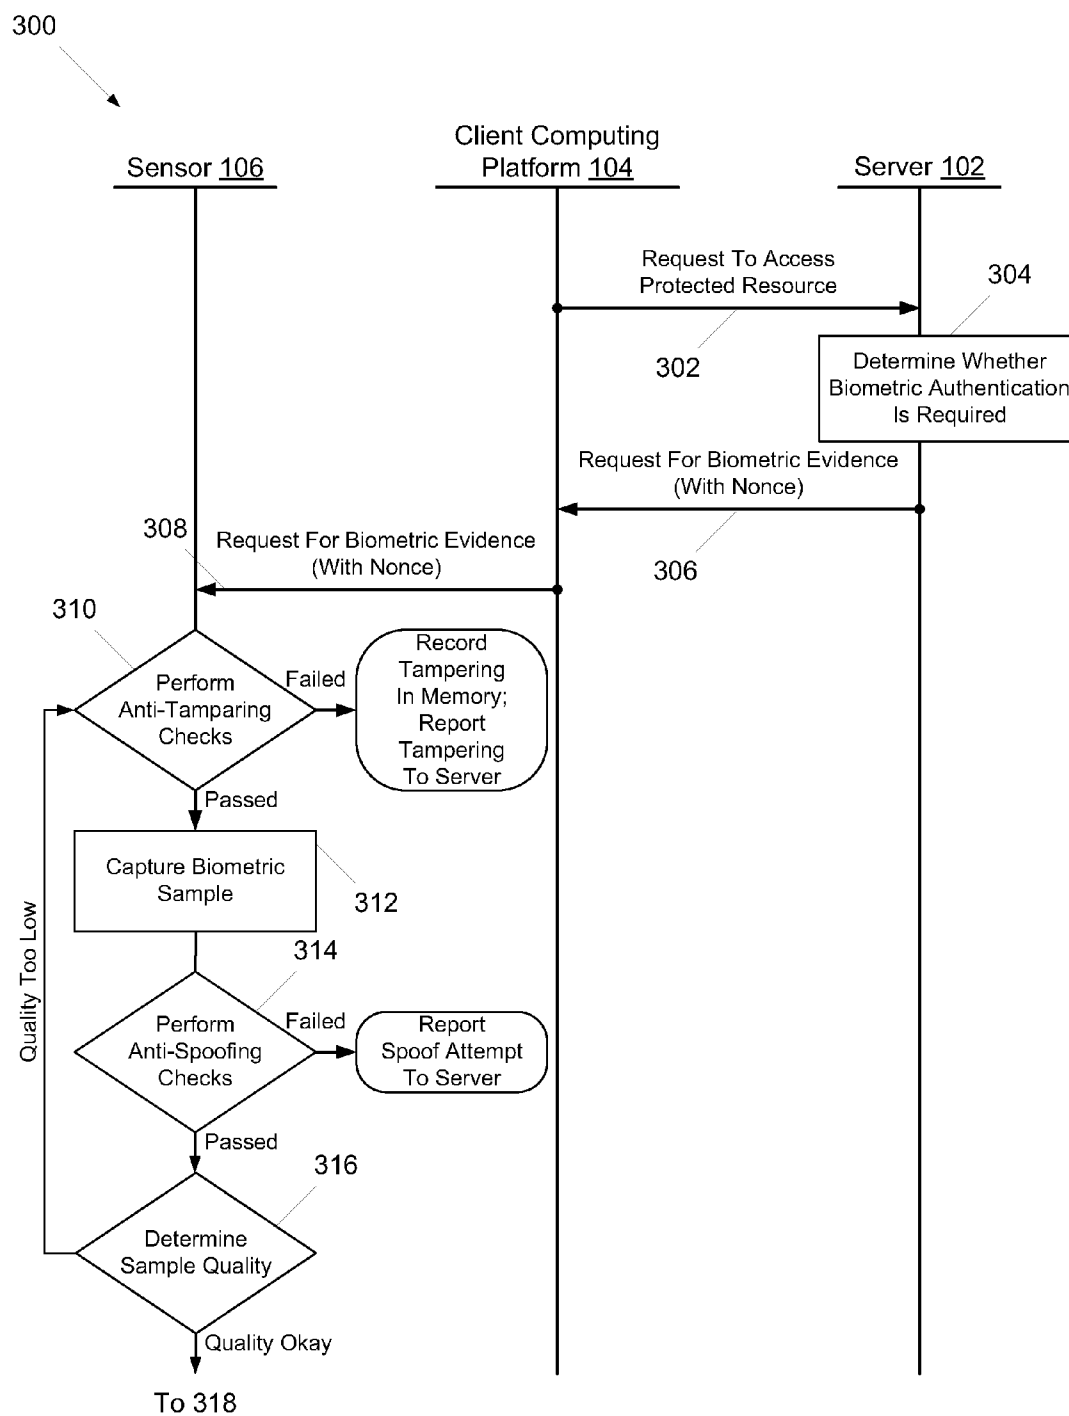 300
Client Computing
Sensor 106
Platform 104
Server 102
Request To Access
Protected Resource
304
302
Determine Whether
Biometric Authentication
Is Required
Request For Biometric Evidence
(With Nonce)
306
308
Request For Biometric Evidence
(With Nonce)
310
Perform
Anti-Tamparing
Checks
Failed
Record
Tampering
In Memory;
Report
Tampering
To Server
Passed
Capture Biometric
Sample
312
314
Quality Too Low
Perform
Anti-Spoofing
Checks
Failed
Report
Spoof Attempt
To Server
Passed
316
Determine
Sample Quality
Quality Okay
To 318